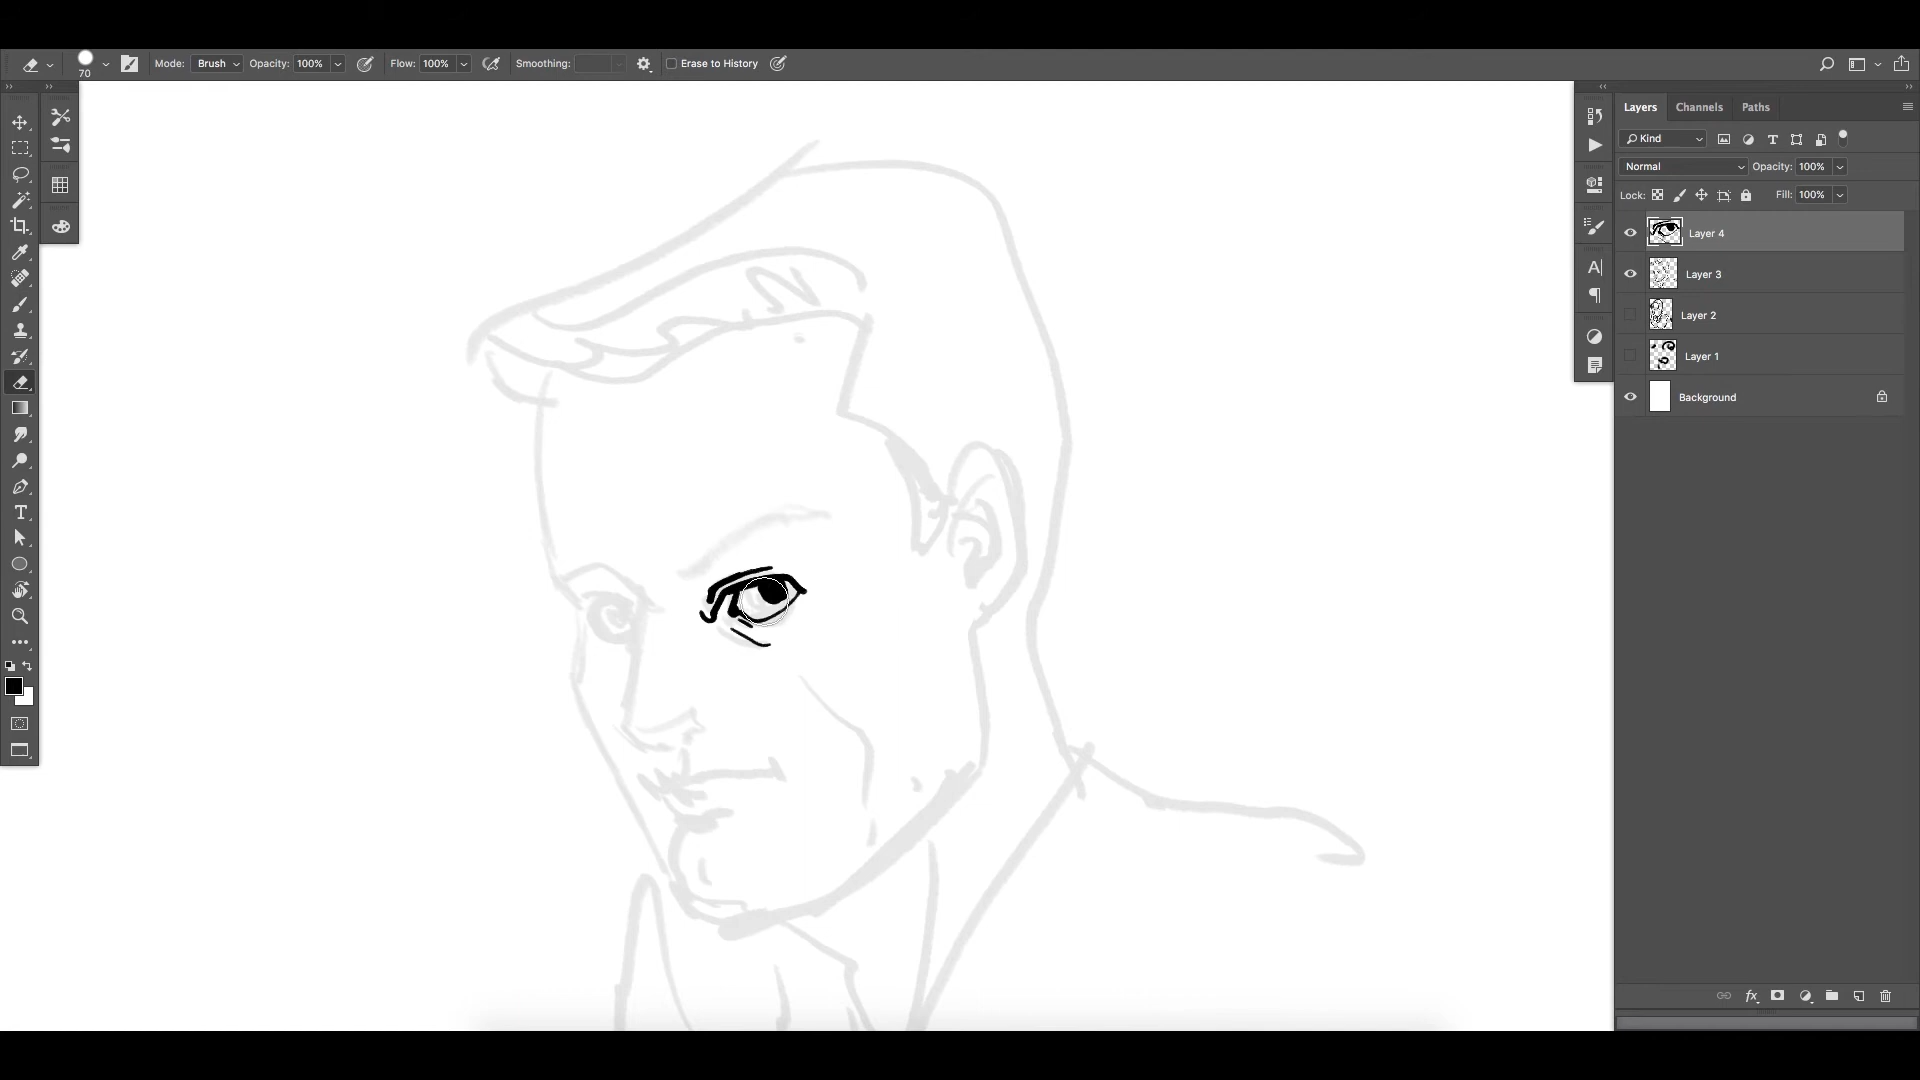 Mode: Brush Opacity: 100% Flow: 100% Smoothing: Erase to History
70
Layers Channels Paths
Kind
Normal Opacity: 100%
Lock: Fill: 100%
Layer 4
Layer 3
Layer 2
Layer 1
Background
fx